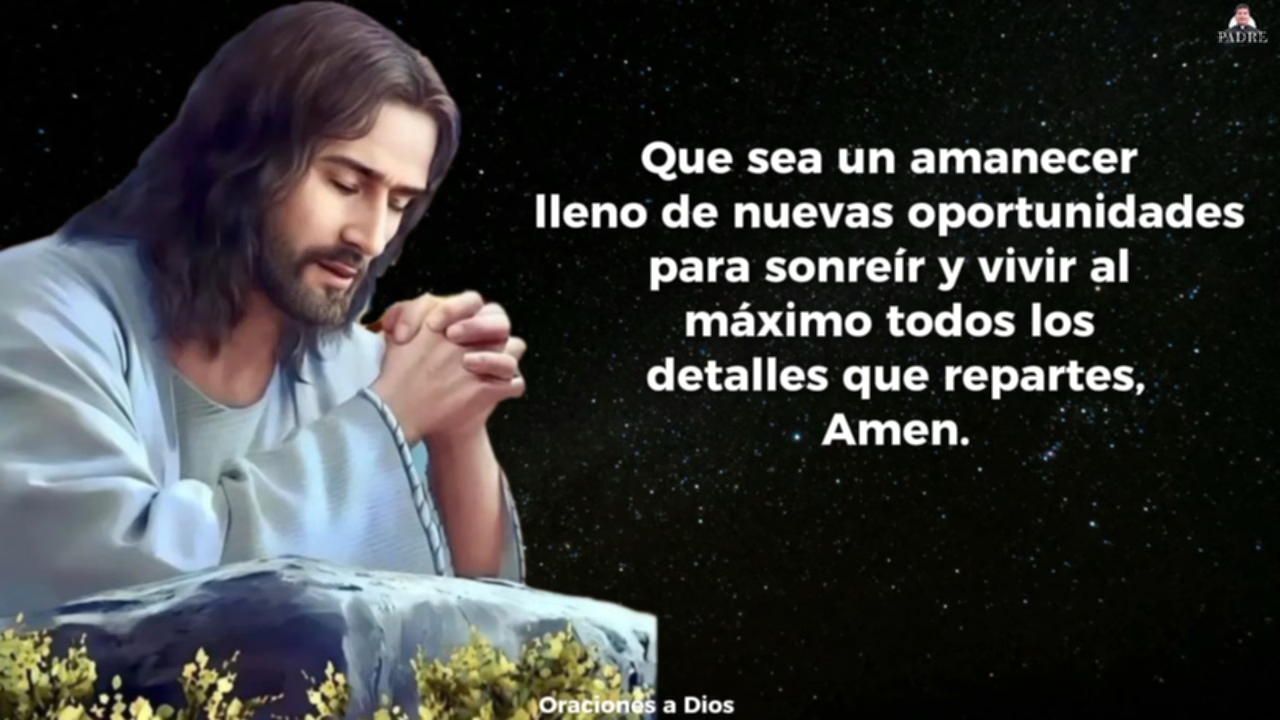 PADRE
Que sea un amanecer
lleno de nuevas oportunidades
para sonreír y vivir al
máximo todos los
detalles que repartes,
Amen.
Oraciones a Dios